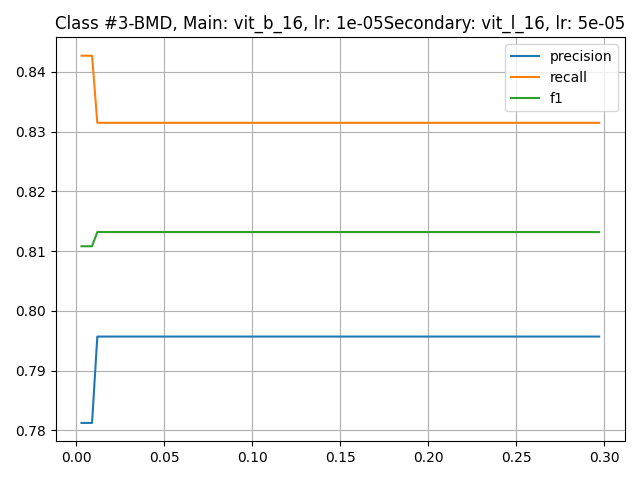 Class #3-BMD, Main: vit_b_16, lr: 1e-05Secondary: vit_l_16, lr: 5e-05
precision
recall
f1
0.84
0.83
0.82
0.81
0.80
0.79
0.78
0.00 0.05 0.10 0.15 0.20 0.25 0.30